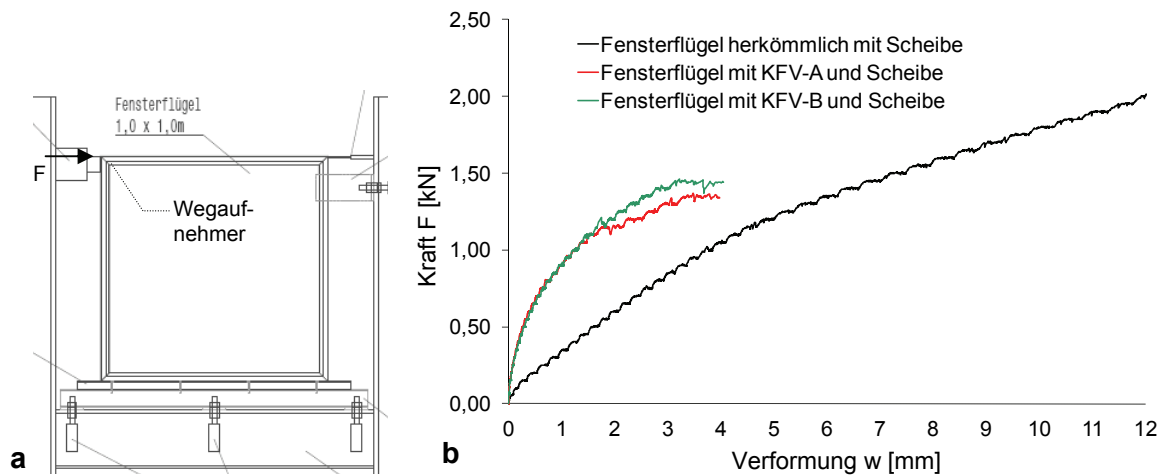 Fensterflügel
1,0 x 1,0m
F
Wegauf-
nehmer
a
2,50
2,00
1,50
1,00
0,50
0,00
Kraft F [kN]
Fensterflügel herkömmlich mit Scheibe
Fensterflügel mit KFV-A und Scheibe
Fensterflügel mit KFV-B und Scheibe
0 1 2 3 4 5 6 7 8 9 10 11 12
Verformung w [mm]
b